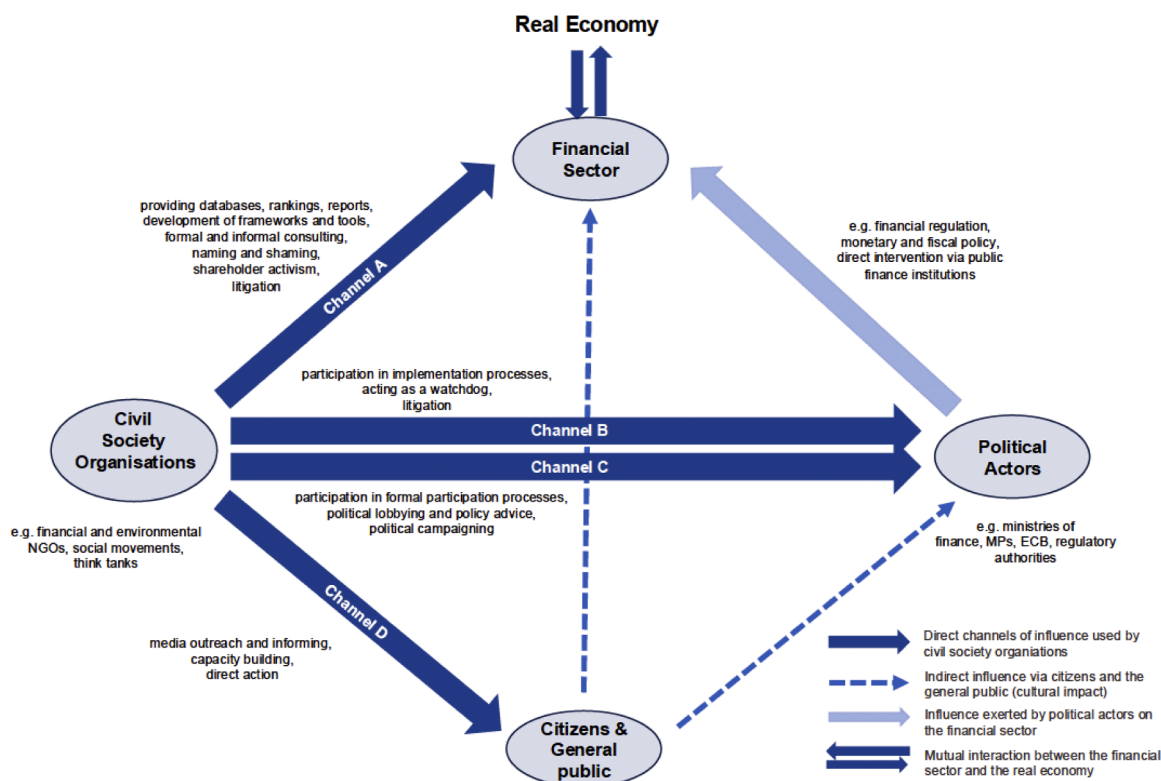 Real Economy
Financial
Sector
providing databases, rankings, reports,
development of frameworks and tools,
formal and informal consulting,
naming and shaming,
shareholder activism,
litigation
Channel A
e.g. financial regulation,
monetary and fiscal policy,
direct intervention via public
finance institutions
participation in implementation processes,
acting as a watchdog,
litigation
Civil
Society
Organisations
Channel B
Channel C
Political
Actors
participation in formal participation processes,
political lobbying and policy advice,
political campaigning
e.g. financial and environmental
NGOs, social movements,
think tanks
e.g. ministries of
finance, MPs, ECB, regulatory
authorities
Channel D
media outreach and informing,
capacity building,
direct action
Citizens &
General
public
Direct channels of influence used by
civil society organiations
Indirect influence via citizens and the
general public (cultural impact)
Influence exerted by political actors on
the financial sector
Mutual interaction between the financial
sector and the real economy